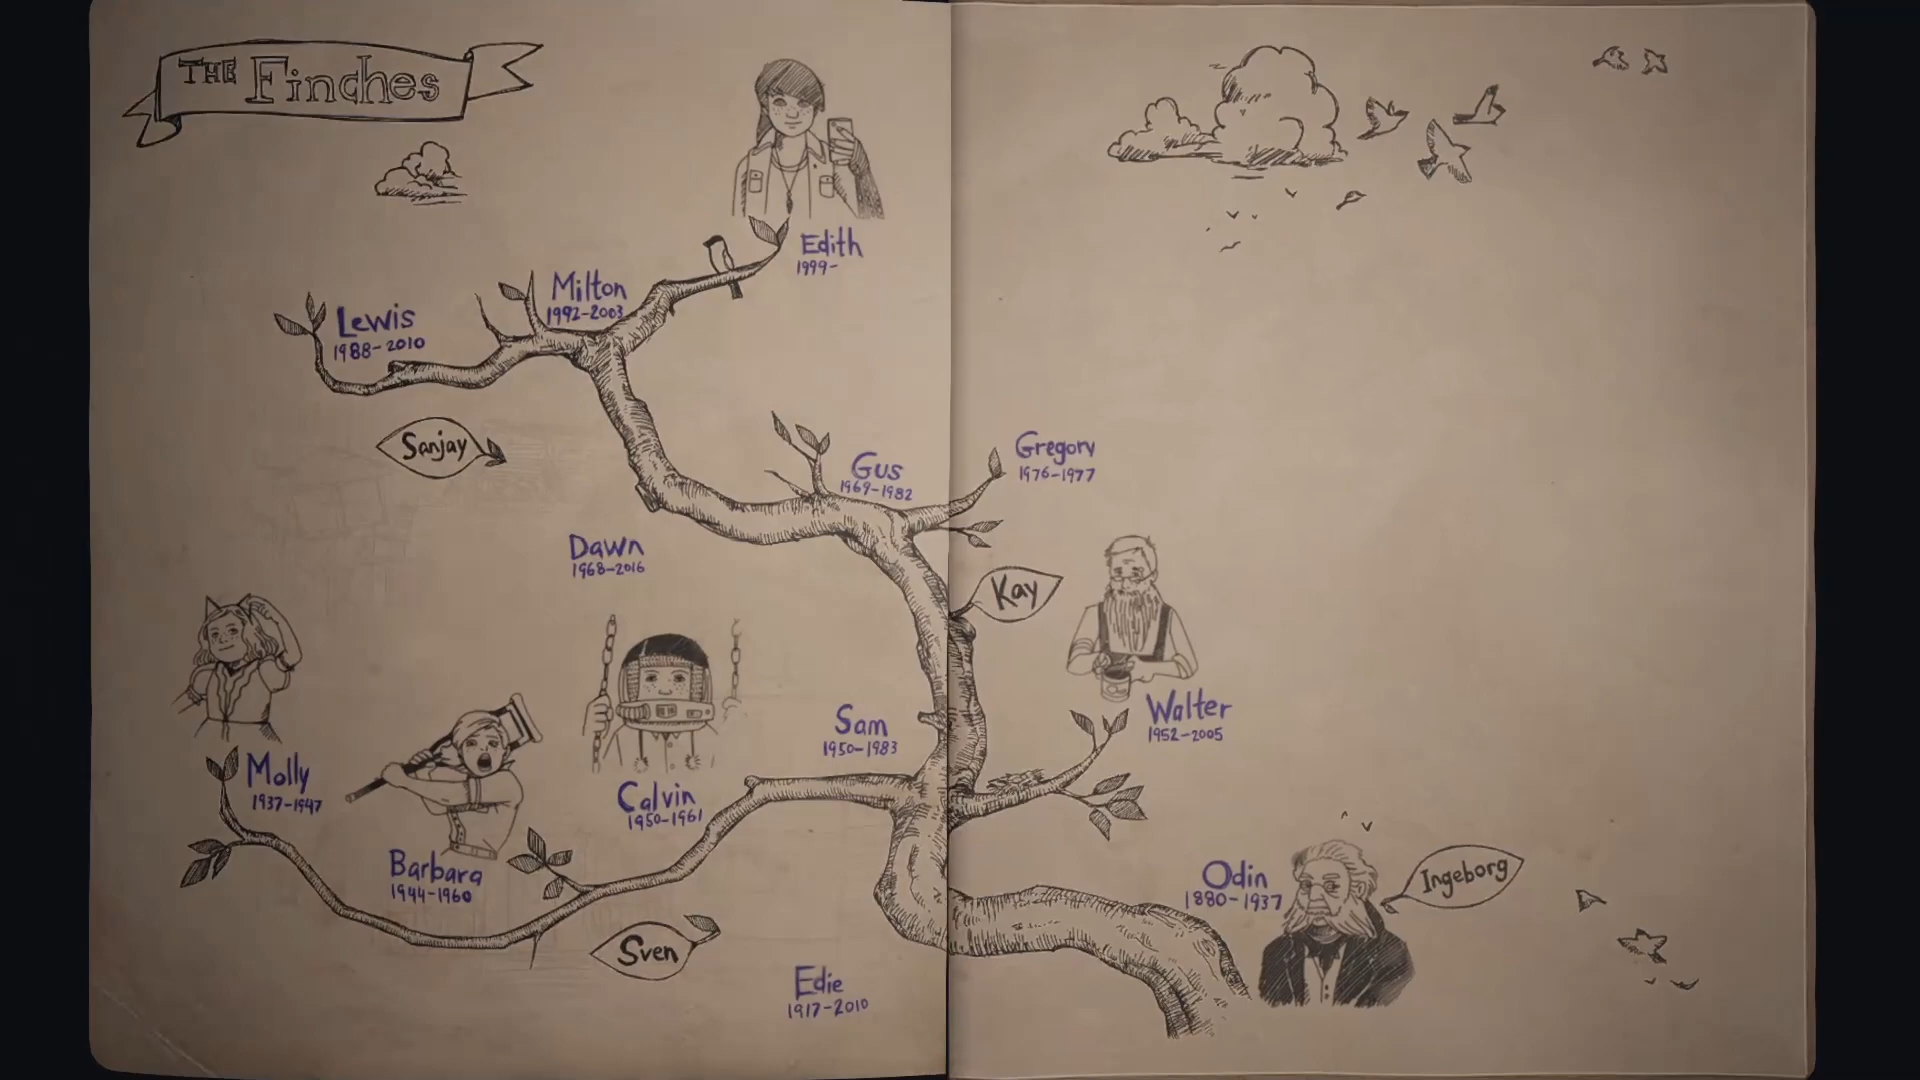 THE Finches
Edith
1999-
Milton
1992-2003
Lewis
1988-2010
Sanjay
Gus
1969-1982
Gregory
1976-1977
Dawn
1968-2016
Kay
Walter
1952-2005
Sam
1950-1983
Molly
1937-1947
Calvin
1950-1961
Barbara
1944-1960
Odin
1880-1937
Ingeborg
Sven
Edie
1917-2010